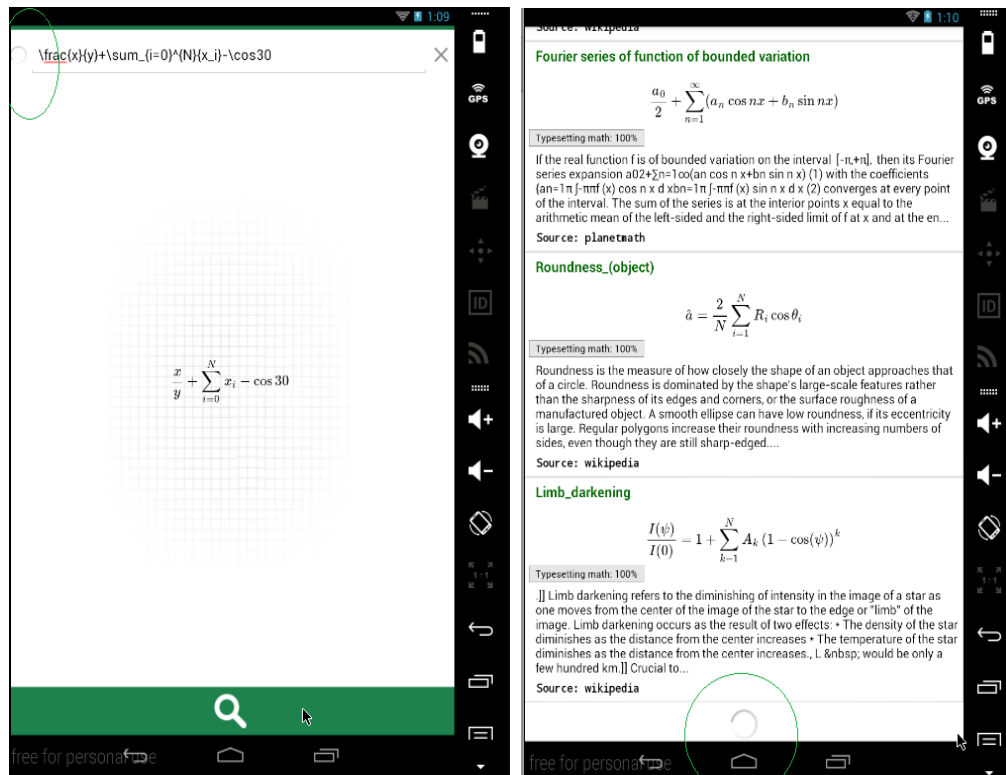 1:09
\frac{x}{y}+\sum_{i=0}^{N}{x_i}-\cos30
GPS
ID
x/y + ∑_{i=0}^{N} x_i − cos 30
1:1
free for personal use
1:10
Source: wikipedia
Fourier series of function of bounded variation
a_0/2 + ∑_{n=1}^{∞} (a_n cos nx + b_n sin nx)
Typesetting math: 100%
If the real function f is of bounded variation on the interval [-π,+π], then its Fourier
series expansion a02+∑n=1∞(an cos n x+bn sin n x) (1) with the coefficients
{an=1π∫-ππf (x) cos n x d xbn=1π∫-ππf (x) sin n x d x (2) converges at every point
of the interval. The sum of the series is at the interior points x equal to the
arithmetic mean of the left-sided and the right-sided limit of f at x and at the en...
Source: planetmath
Roundness_(object)
â = 2/N ∑_{i=1}^{N} R_i cos θ_i
Typesetting math: 100%
Roundness is the measure of how closely the shape of an object approaches that
of a circle. Roundness is dominated by the shape's large-scale features rather
than the sharpness of its edges and corners, or the surface roughness of a
manufactured object. A smooth ellipse can have low roundness, if its eccentricity
is large. Regular polygons increase their roundness with increasing numbers of
sides, even though they are still sharp-edged....
Source: wikipedia
Limb_darkening
I(ψ)/I(0) = 1 + ∑_{k=1}^{N} A_k (1 − cos(ψ))^k
Typesetting math: 100%
.]] Limb darkening refers to the diminishing of intensity in the image of a star as
one moves from the center of the image of the star to the edge or "limb" of the
image. Limb darkening occurs as the result of two effects: * The density of the star
diminishes as the distance from the center increases * The temperature of the star
diminishes as the distance from the center increases., L &nbsp; would be only a
few hundred km.]] Crucial to...
Source: wikipedia
GPS
ID
1:1
free for personal use